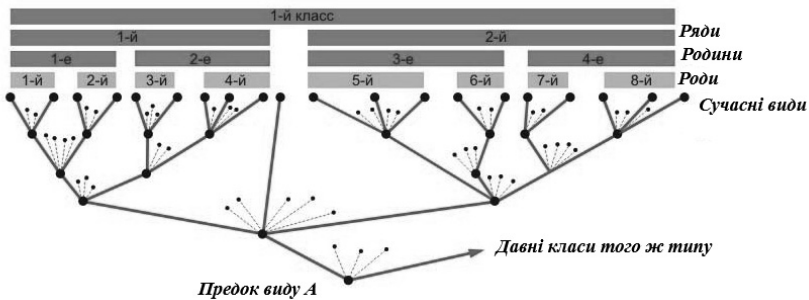 1-й класс
1-й 2-й Ряди
1-е 2-е 3-е 4-е Родини
1-й 2-й 3-й 4-й 5-й 6-й 7-й 8-й Роди
Сучасні види
Давні класи того ж типу
Предок виду А